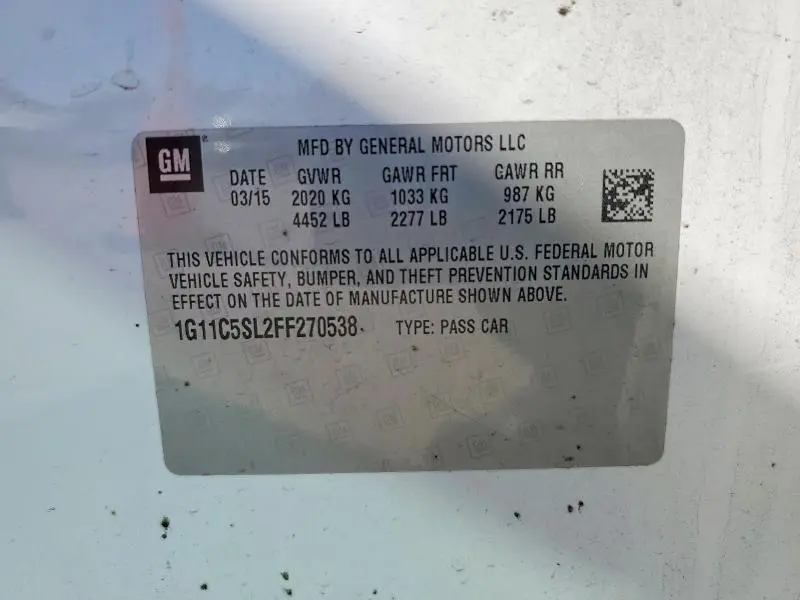 GM
MFD BY GENERAL MOTORS LLC
DATE GVWR GAWR FRT GAWR RR
03/15 2020 KG 1033 KG 987 KG
4452 LB 2277 LB 2175 LB
THIS VEHICLE CONFORMS TO ALL APPLICABLE U.S. FEDERAL MOTOR
VEHICLE SAFETY, BUMPER, AND THEFT PREVENTION STANDARDS IN
EFFECT ON THE DATE OF MANUFACTURE SHOWN ABOVE.
1G11C5SL2FF270538 TYPE: PASS CAR